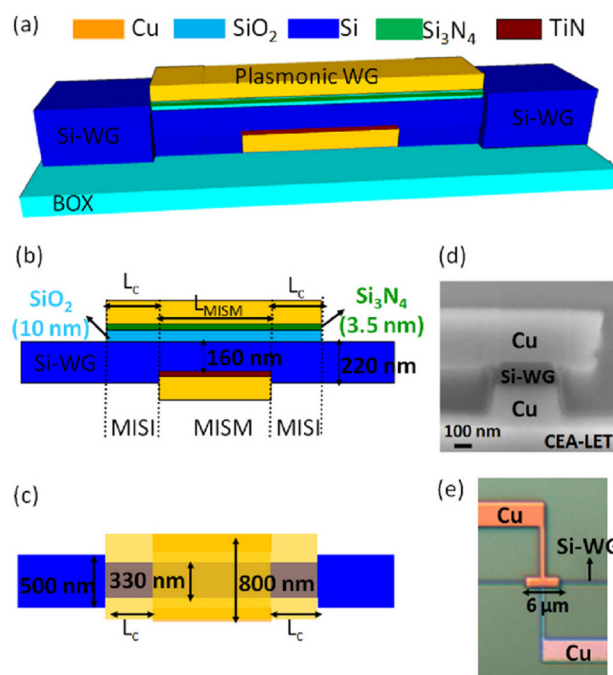 (a) Cu SiO2 Si Si3N4 TiN
Plasmonic WG
Si-WG
Si-WG
BOX
(b)
Lc
LMISM
Lc
SiO2
(10 nm)
Si3N4
(3.5 nm)
Si-WG
160 nm
220 nm
MISI
MISM
MISI
(c)
500 nm
330 nm
800 nm
Lc
Lc
(d)
Cu
Si-WG
Cu
100 nm
CEA-LET
(e)
Cu
Si-WG
6 μm
Cu